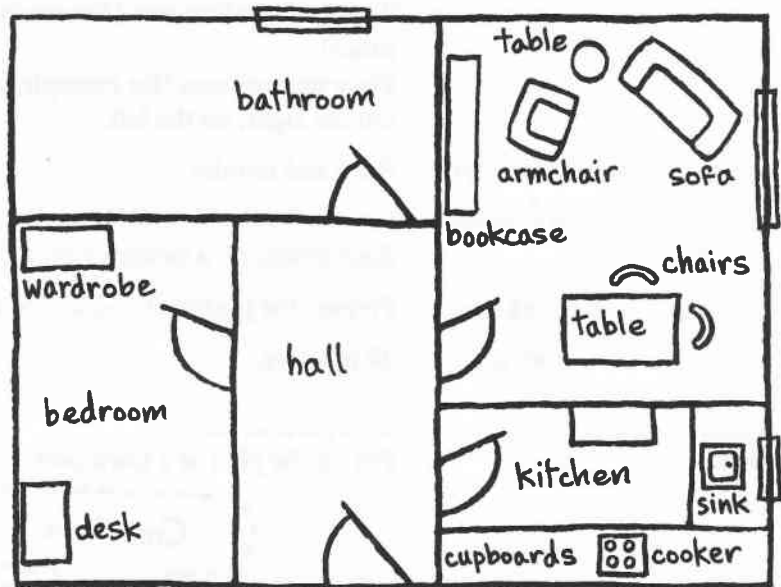 bathroom
table
armchair
sofa
bookcase
wardrobe
chairs
table
hall
bedroom
kitchen
desk
sink
cupboards
cooker